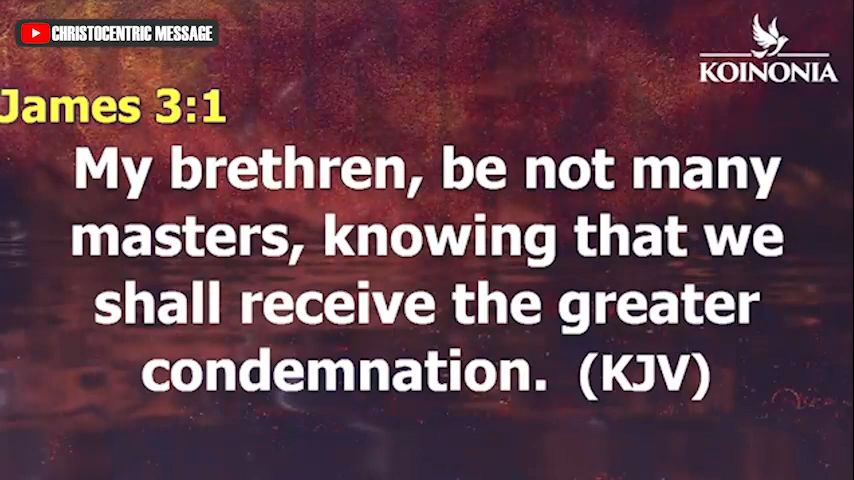 CHRISTOCENTRIC MESSAGE
KOINONIA
James 3:1
My brethren, be not many
masters, knowing that we
shall receive the greater
condemnation. (KJV)